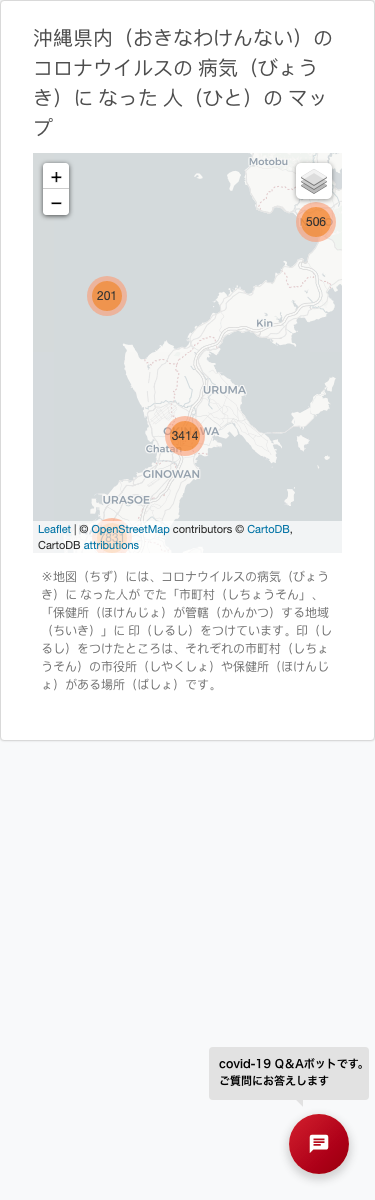 沖縄県内（おきなわけんない）の
コロナウイルスの 病気（びょう
き）に なった 人（ひと）の マッ
プ
+
−
Motobu
506
201
Kin
URUMA
3414
Chatan
GINOWAN
URASOE
Leaflet | © OpenStreetMap contributors © CartoDB,
CartoDB attributions
※地図（ちず）には、コロナウイルスの病気（びょう
き）に なった人が でた「市町村（しちょうそん」、
「保健所（ほけんじょ）が管轄（かんかつ）する地域
（ちいき）」に 印（しるし）をつけています。印（し
るし）をつけたところは、それぞれの市町村（しちょ
うそん）の市役所（しやくしょ）や保健所（ほけんじ
ょ）がある場所（ばしょ）です。
covid-19 Q&Aボットです。
ご質問にお答えします